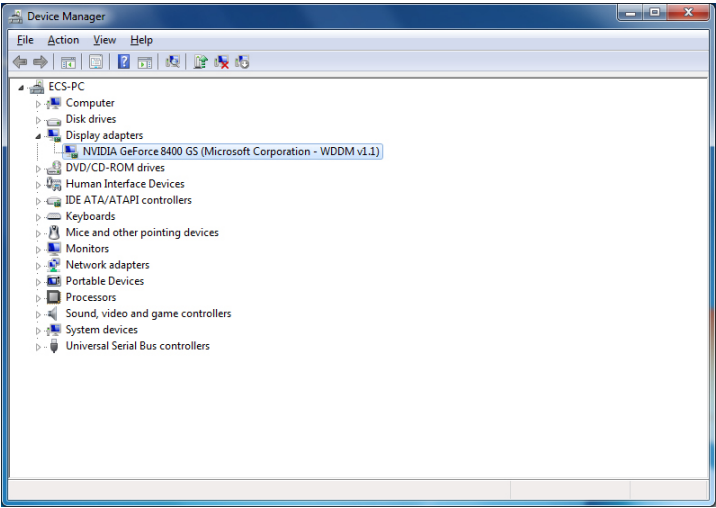 Device Manager
File Action View Help
ECS-PC
Computer
Disk drives
Display adapters
NVIDIA GeForce 8400 GS (Microsoft Corporation - WDDM v1.1)
DVD/CD-ROM drives
Human Interface Devices
IDE ATA/ATAPI controllers
Keyboards
Mice and other pointing devices
Monitors
Network adapters
Portable Devices
Processors
Sound, video and game controllers
System devices
Universal Serial Bus controllers